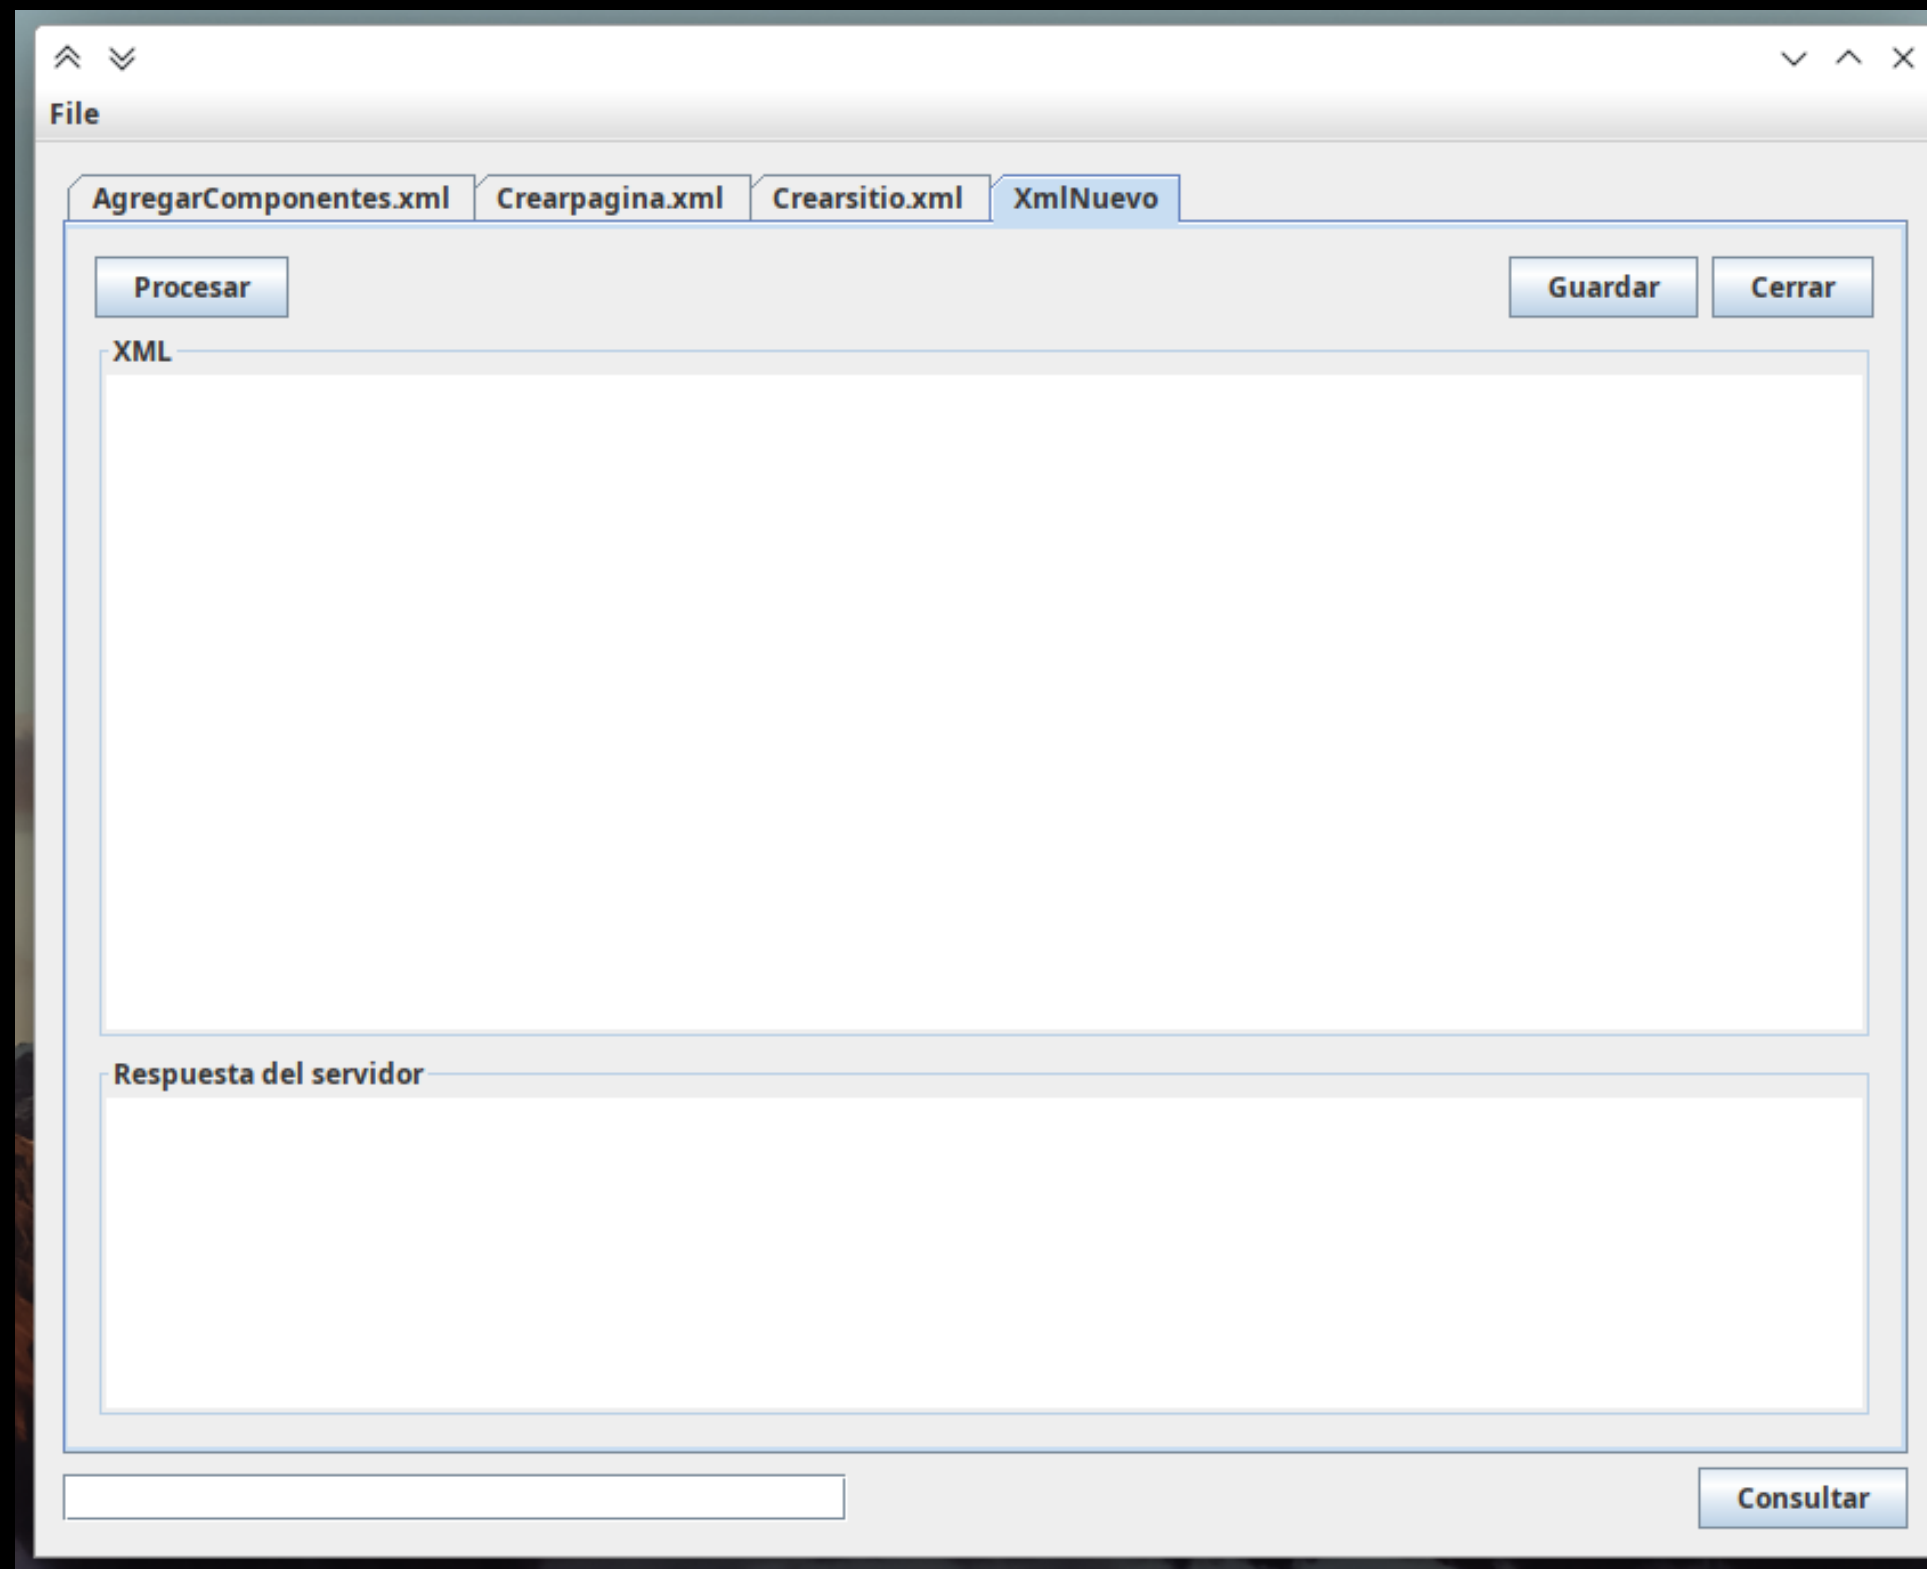 File
AgregarComponentes.xml Crearpagina.xml Crearsitio.xml XmlNuevo
Procesar Guardar Cerrar
XML
Respuesta del servidor
Consultar